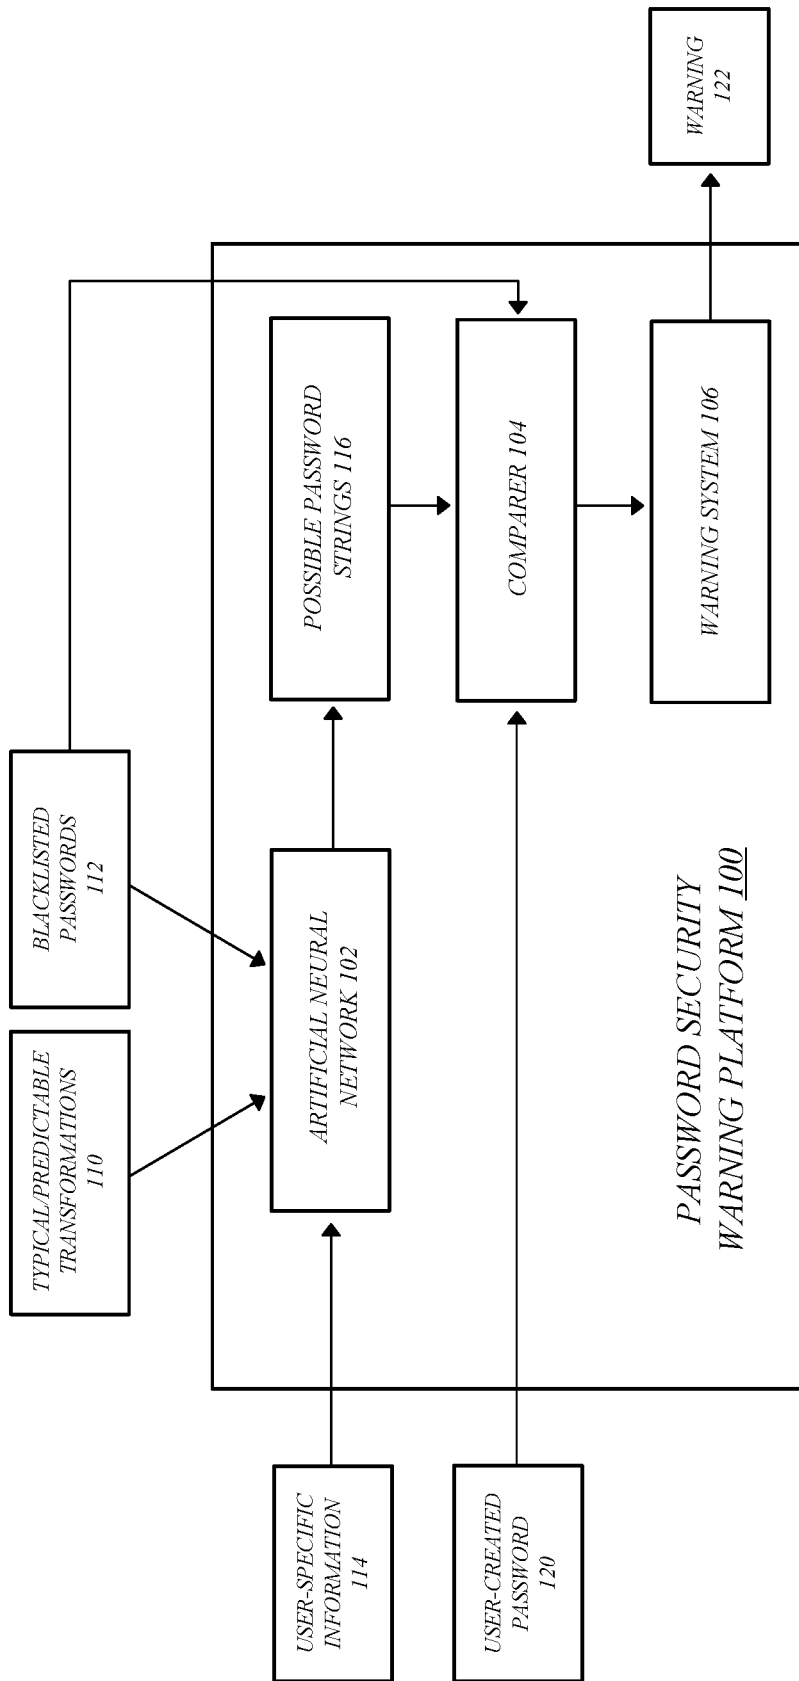 TYPICAL/PREDICTABLE
TRANSFORMATIONS
110
BLACKLISTED
PASSWORDS
112
USER-SPECIFIC
INFORMATION
114
ARTIFICIAL NEURAL
NETWORK 102
POSSIBLE PASSWORD
STRINGS 116
USER-CREATED
PASSWORD
120
COMPARER 104
WARNING SYSTEM 106
WARNING
122
PASSWORD SECURITY
WARNING PLATFORM 100